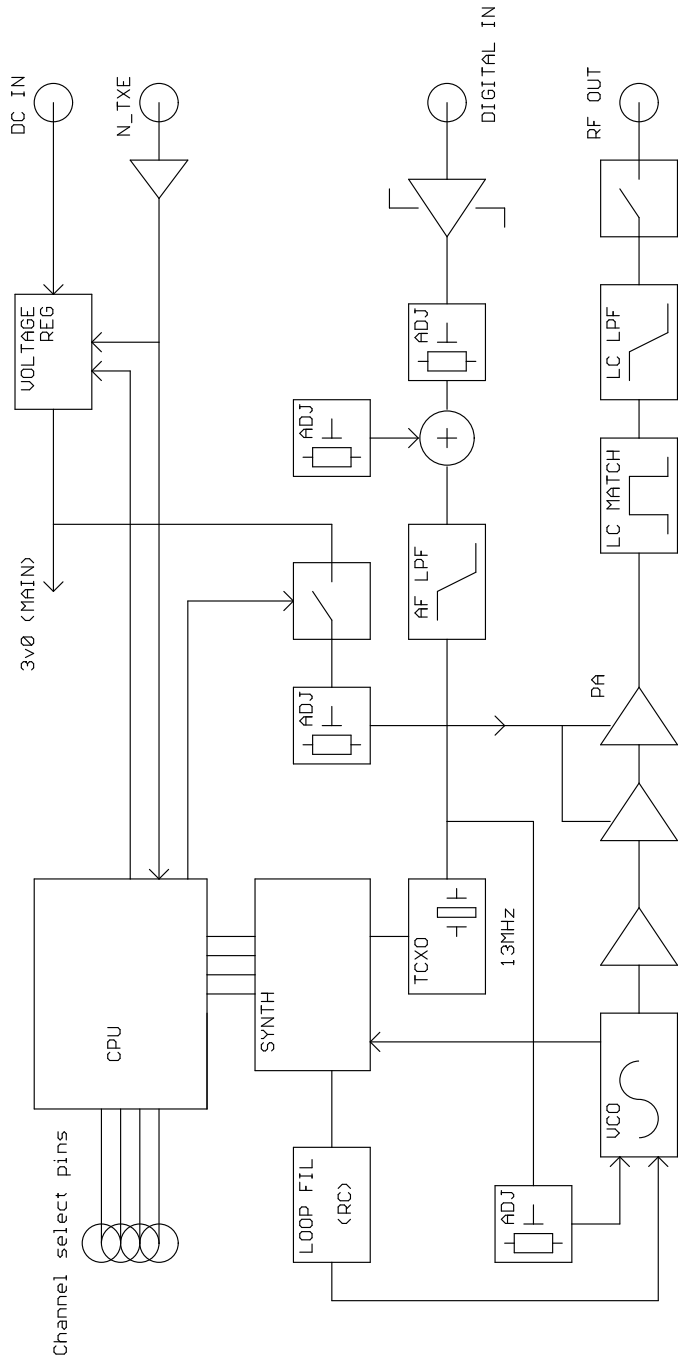 Channel select pins
CPU
3v0 (MAIN)
VOLTAGE
REG
DC IN
N_TXE
SYNTH
LOOP FIL
(RC)
ADJ
ADJ
TCXO
13MHz
AF LPF
ADJ
DIGITAL IN
ADJ
VCO
PA
LC MATCH
LC LPF
RF OUT